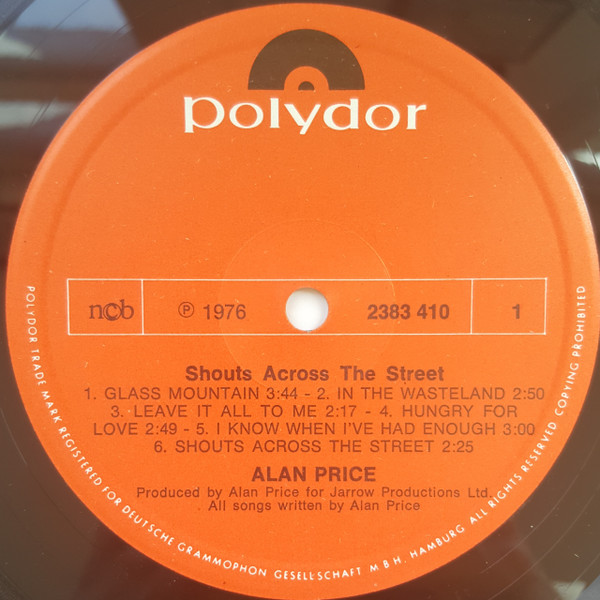 polydor
ncb ℗ 1976 2383 410 1
Shouts Across The Street
1. GLASS MOUNTAIN 3:44 - 2. IN THE WASTELAND 2:50
3. LEAVE IT ALL TO ME 2:17 - 4. HUNGRY FOR
LOVE 2:49 - 5. I KNOW WHEN I'VE HAD ENOUGH 3:00
6. SHOUTS ACROSS THE STREET 2:25
ALAN PRICE
Produced by Alan Price for Jarrow Productions Ltd.
All songs written by Alan Price
POLYDOR TRADE MARK REGISTERED FOR DEUTSCHE GRAMMOPHON GESELLSCHAFT M B H. HAMBURG ALL RIGHTS RESERVED COPYING PROHIBITED